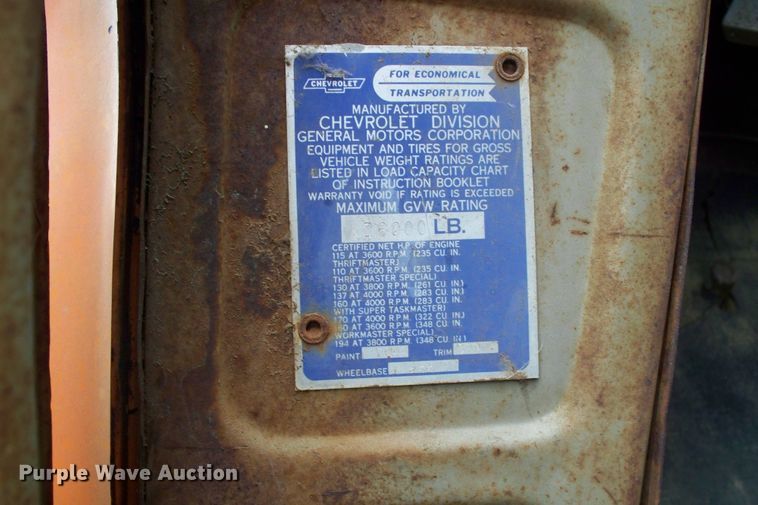 CHEVROLET
FOR ECONOMICAL
TRANSPORTATION
MANUFACTURED BY
CHEVROLET DIVISION
GENERAL MOTORS CORPORATION
EQUIPMENT AND TIRES FOR GROSS
VEHICLE WEIGHT RATINGS ARE
LISTED IN LOAD CAPACITY CHART
OF INSTRUCTION BOOKLET
WARRANTY VOID IF RATING IS EXCEEDED
MAXIMUM GVW RATING
LB.
CERTIFIED NET H.P. OF ENGINE
115 AT 3600 R.P.M. (235 CU. IN.
THRIFTMASTER)
110 AT 3600 R.P.M. (235 CU. IN.
THRIFTMASTER SPECIAL)
130 AT 3800 R.P.M. (261 CU. IN.)
137 AT 4000 R.P.M. (283 CU. IN.)
160 AT 4000 R.P.M. (283 CU. IN.
WITH SUPER TASKMASTER)
170 AT 4000 R.P.M. (322 CU. IN.)
AT 3600 R.P.M. (348 CU. IN.
WORKMASTER SPECIAL)
194 AT 3800 R.P.M. (348 CU. IN.)
PAINT TRIM
WHEELBASE
Purple Wave Auction